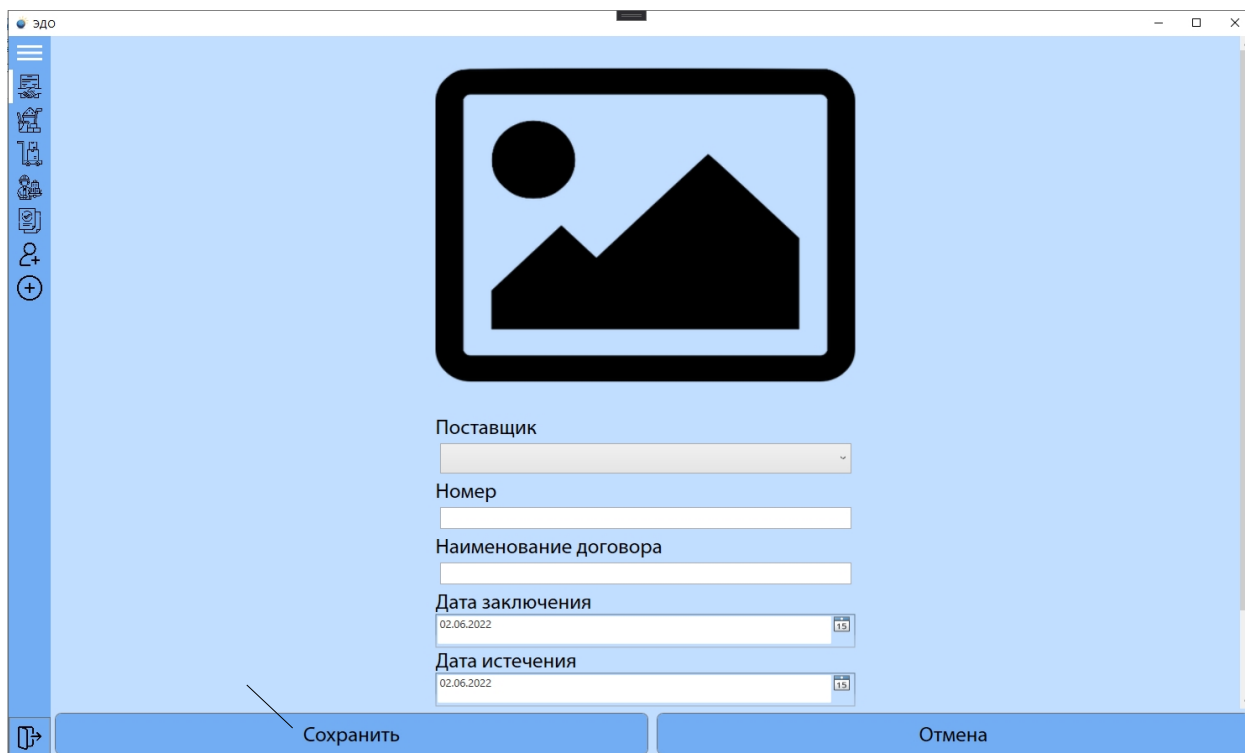 ЭДО
Поставщик
Номер
Наименование договора
Дата заключения
02.06.2022
15
Дата истечения
02.06.2022
15
Сохранить
Отмена